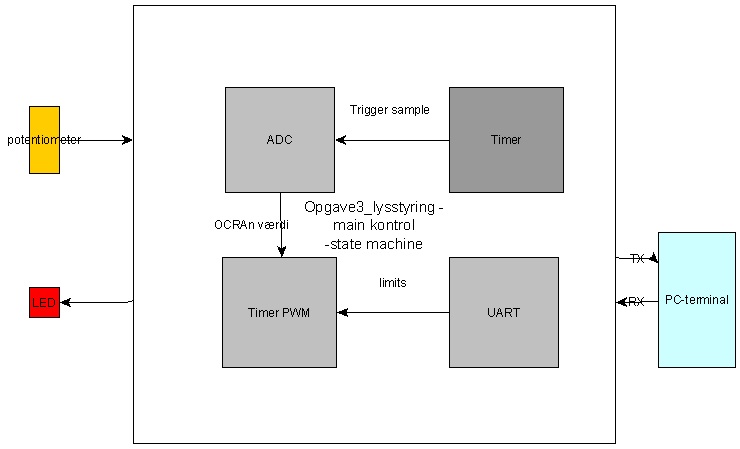 Trigger sample
potentiometer
ADC
Timer
OCRAn værdi
Opgave3_lysstyring -
main kontrol
-state machine
TX
limits
LED
RX
PC-terminal
Timer PWM
UART